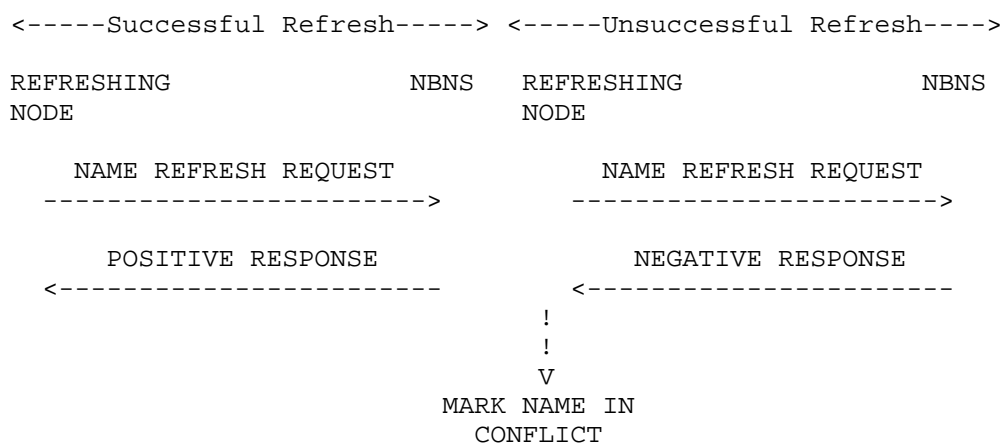 <-----Successful Refresh-----> <-----Unsuccessful Refresh---->
REFRESHING                NBNS   REFRESHING                NBNS
NODE                             NODE
NAME REFRESH REQUEST             NAME REFRESH REQUEST
------------------------>        ----------------------->
POSITIVE RESPONSE                NEGATIVE RESPONSE
<-------------------------        <-----------------------
!
!
V
MARK NAME IN
CONFLICT